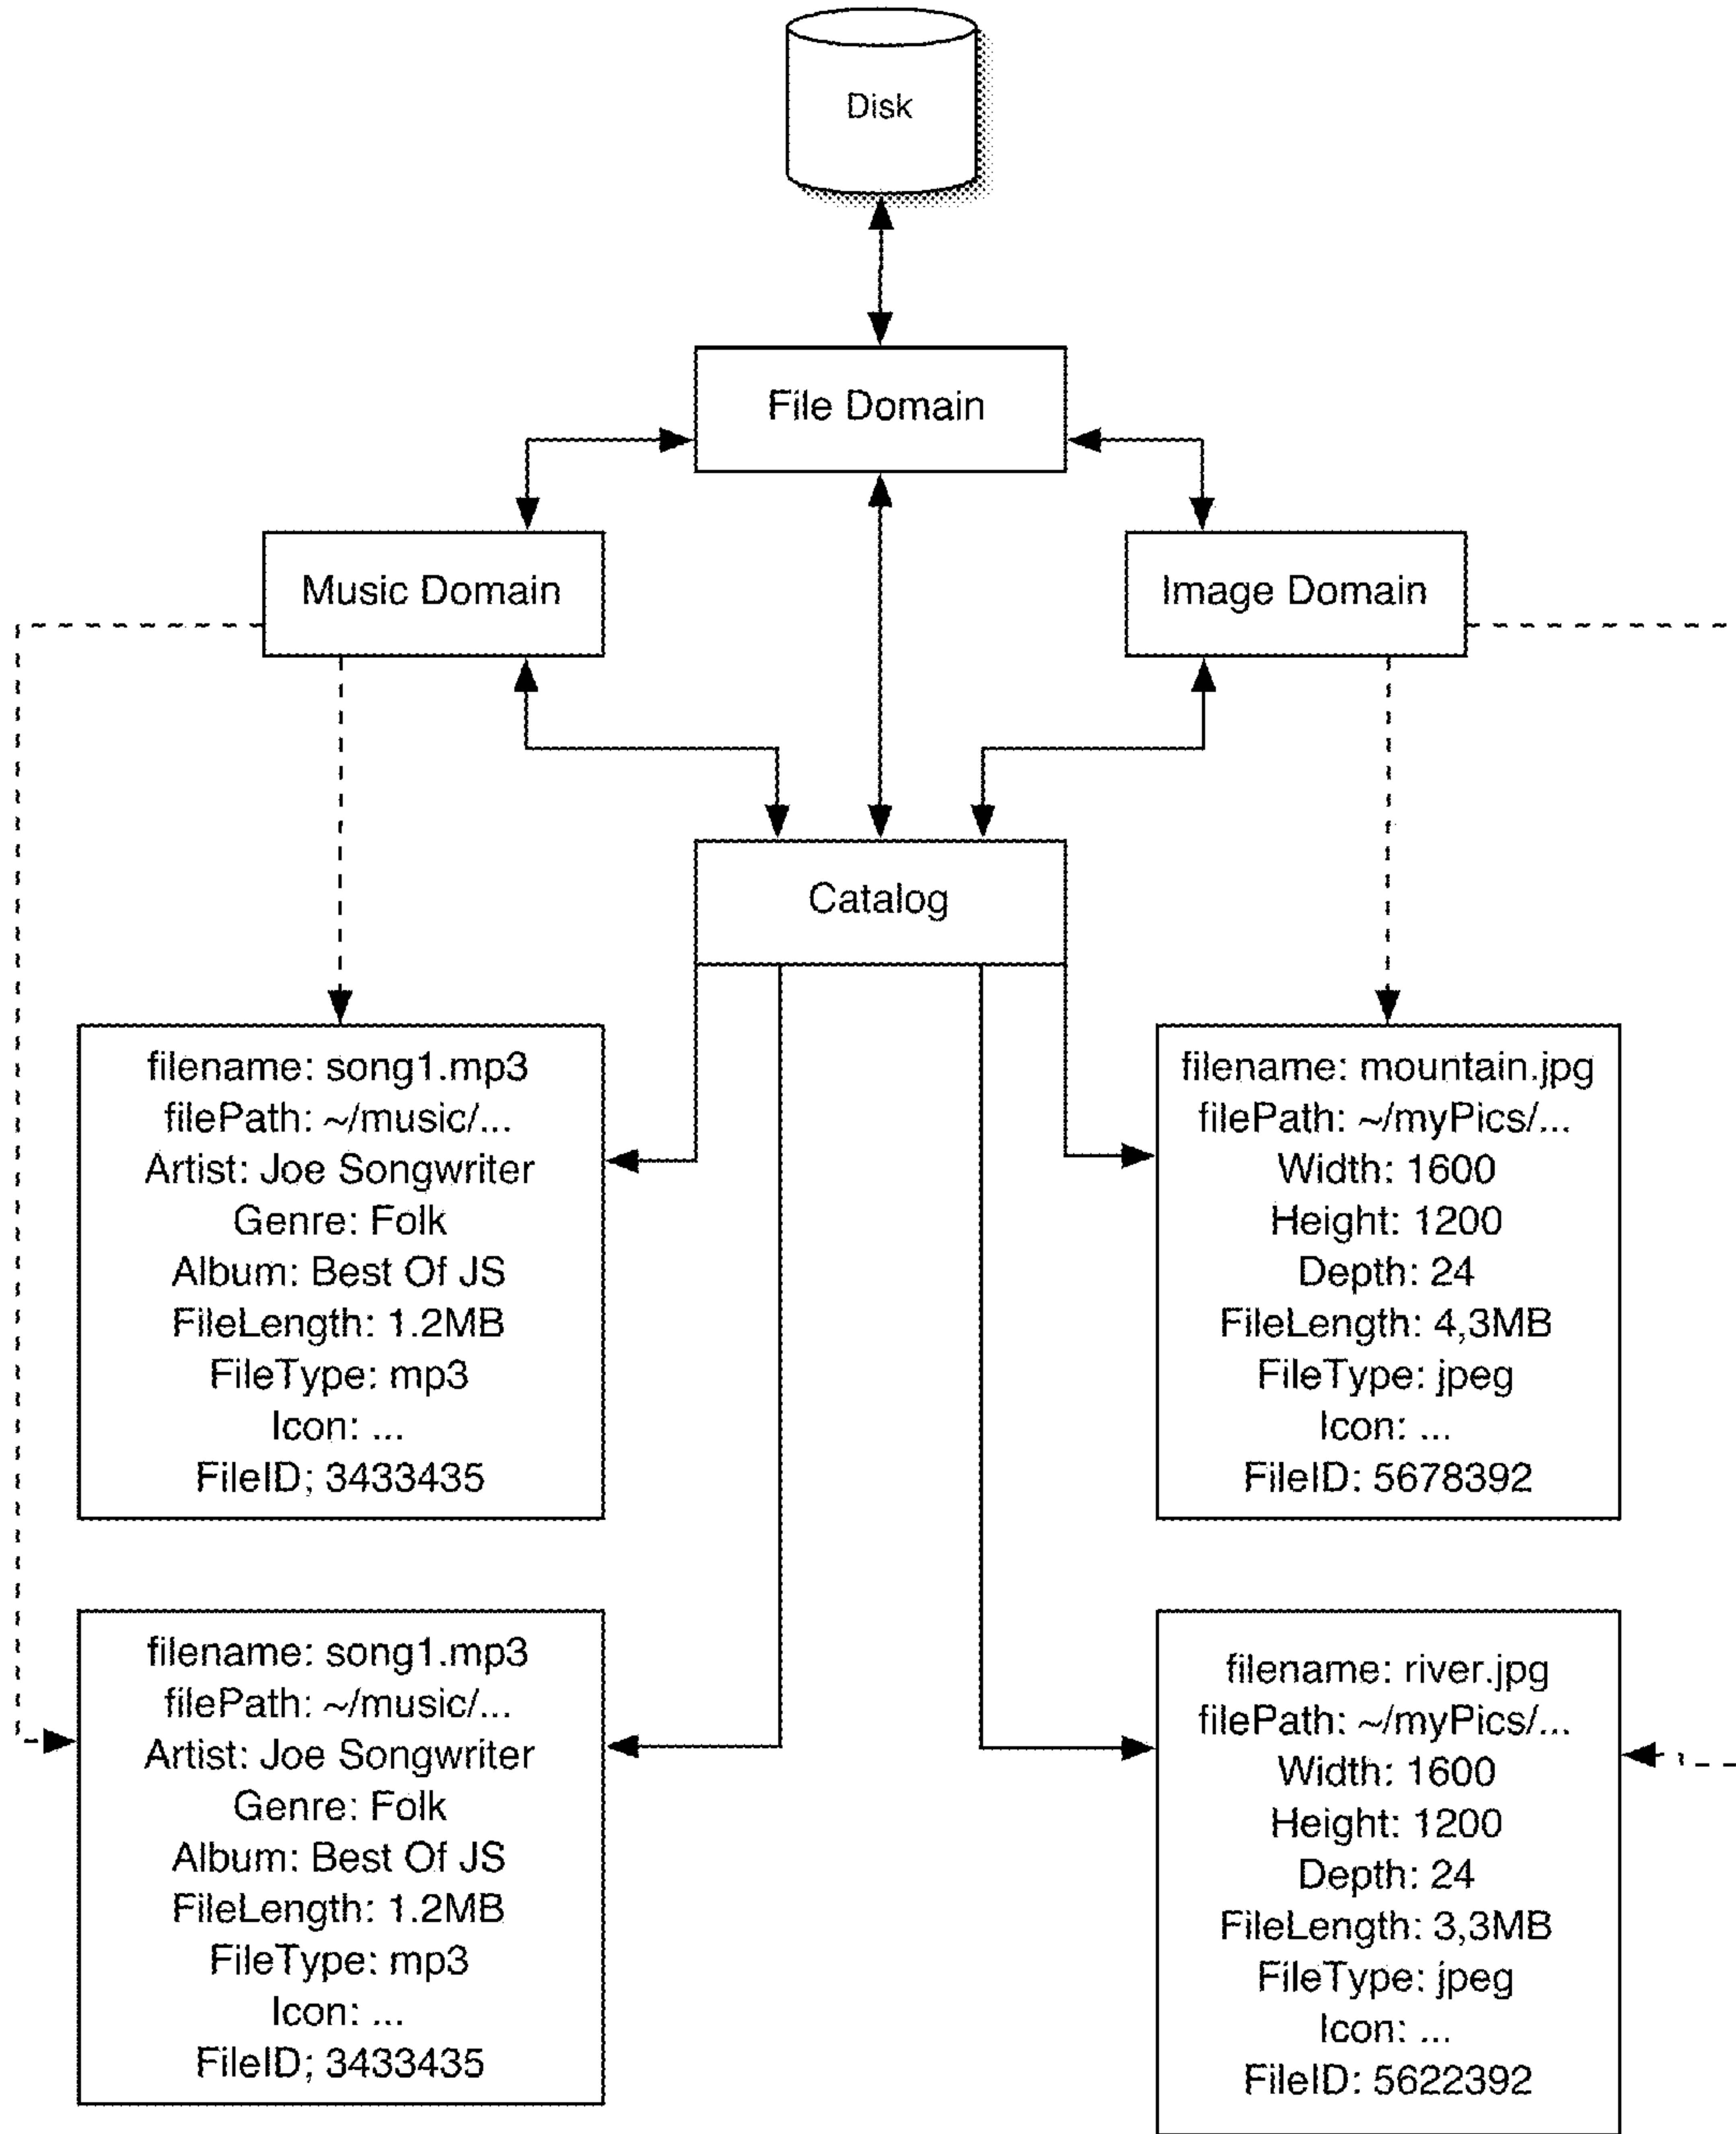 Disk
File Domain
Music Domain
Image Domain
Catalog
filename: song1.mp3
filePath: ~/music/...
Artist: Joe Songwriter
Genre: Folk
Album: Best Of JS
FileLength: 1.2MB
FileType: mp3
Icon: ...
FileID; 3433435
filename: mountain.jpg
filePath: ~/myPics/...
Width: 1600
Height: 1200
Depth: 24
FileLength: 4,3MB
FileType: jpeg
Icon: ...
FileID: 5678392
filename: song1.mp3
filePath: ~/music/...
Artist: Joe Songwriter
Genre: Folk
Album: Best Of JS
FileLength: 1.2MB
FileType: mp3
Icon: ...
FileID; 3433435
filename: river.jpg
filePath: ~/myPics/...
Width: 1600
Height: 1200
Depth: 24
FileLength: 3,3MB
FileType: jpeg
Icon: ...
FileID: 5622392